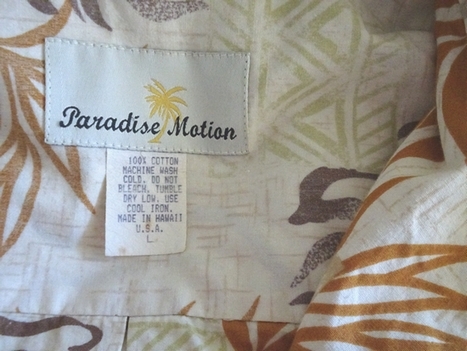 Paradise Motion
100% COTTON
MACHINE WASH
COLD. DO NOT
BLEACH. TUMBLE
DRY LOW. USE
COOL IRON.
MADE IN HAWAII
U.S.A.
L